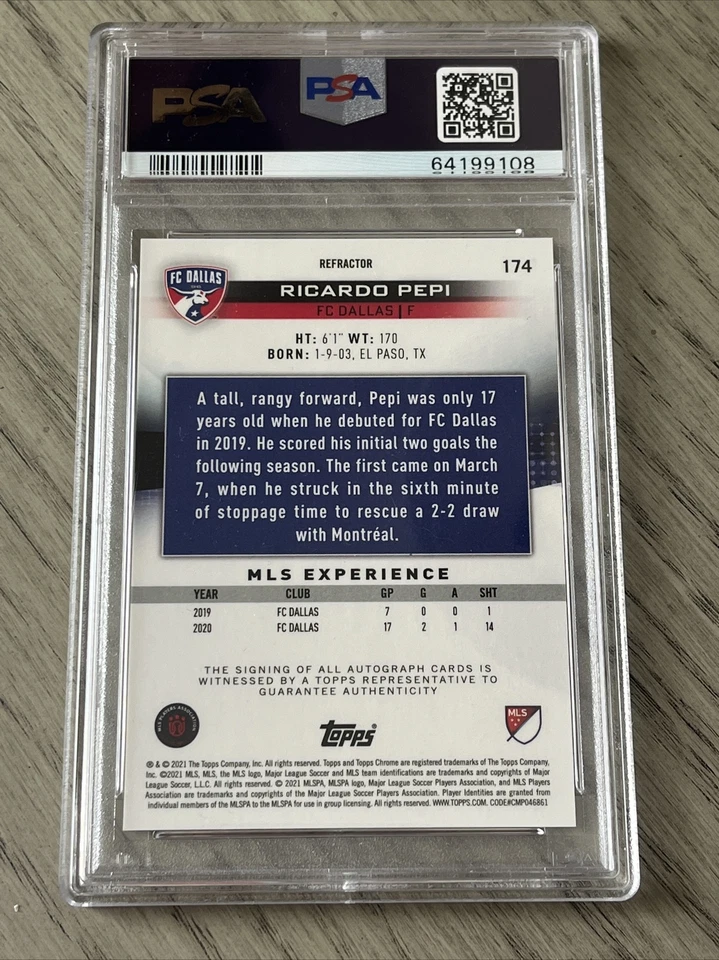 PSA PSA
64199108
REFRACTOR
174
FC DALLAS
RICARDO PEPI
FC DALLAS | F
HT: 6'1" WT: 170
BORN: 1-9-03, EL PASO, TX
A tall, rangy forward, Pepi was only 17
years old when he debuted for FC Dallas
in 2019. He scored his initial two goals the
following season. The first came on March
7, when he struck in the sixth minute
of stoppage time to rescue a 2-2 draw
with Montréal.
MLS EXPERIENCE
YEAR CLUB GP G A SHT
2019 FC DALLAS 7 0 0 1
2020 FC DALLAS 17 2 1 14
THE SIGNING OF ALL AUTOGRAPH CARDS IS
WITNESSED BY A TOPPS REPRESENTATIVE TO
GUARANTEE AUTHENTICITY
MLS PLAYERS ASSOCIATION
Topps
MLS
® & © 2021 The Topps Company, Inc. All rights reserved. Topps and Topps Chrome are registered trademarks of The Topps Company,
Inc. ©2021 MLS, MLS, the MLS logo, Major League Soccer and MLS team identifications are trademarks and copyrights of Major
League Soccer, L.L.C. All rights reserved. © 2021 MLSPA, MLSPA logo, Major League Soccer Players Association, and MLS Players
Association are trademarks and copyrights of the Major League Soccer Players Association. Player Identities are granted from
individual members of the MLSPA to the MLSPA for use in group licensing. All rights reserved. WWW.TOPPS.COM. CODE#CMP046861